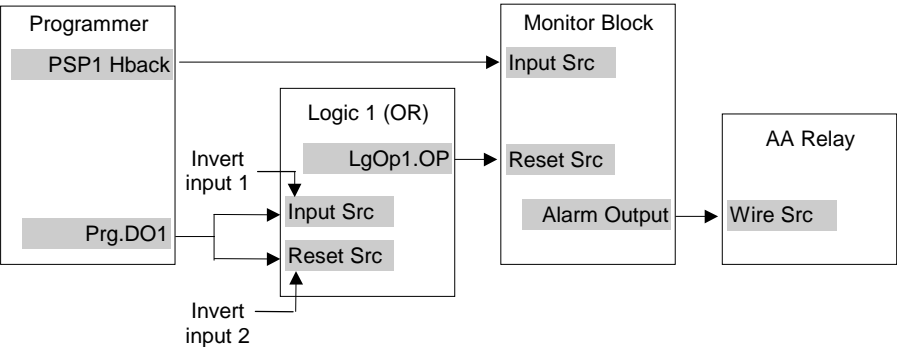 Programmer
PSP1 Hback
Prg.DO1
Invert
input 1
Logic 1 (OR)
LgOp1.OP
Input Src
Reset Src
Invert
input 2
Monitor Block
Input Src
Reset Src
Alarm Output
AA Relay
Wire Src